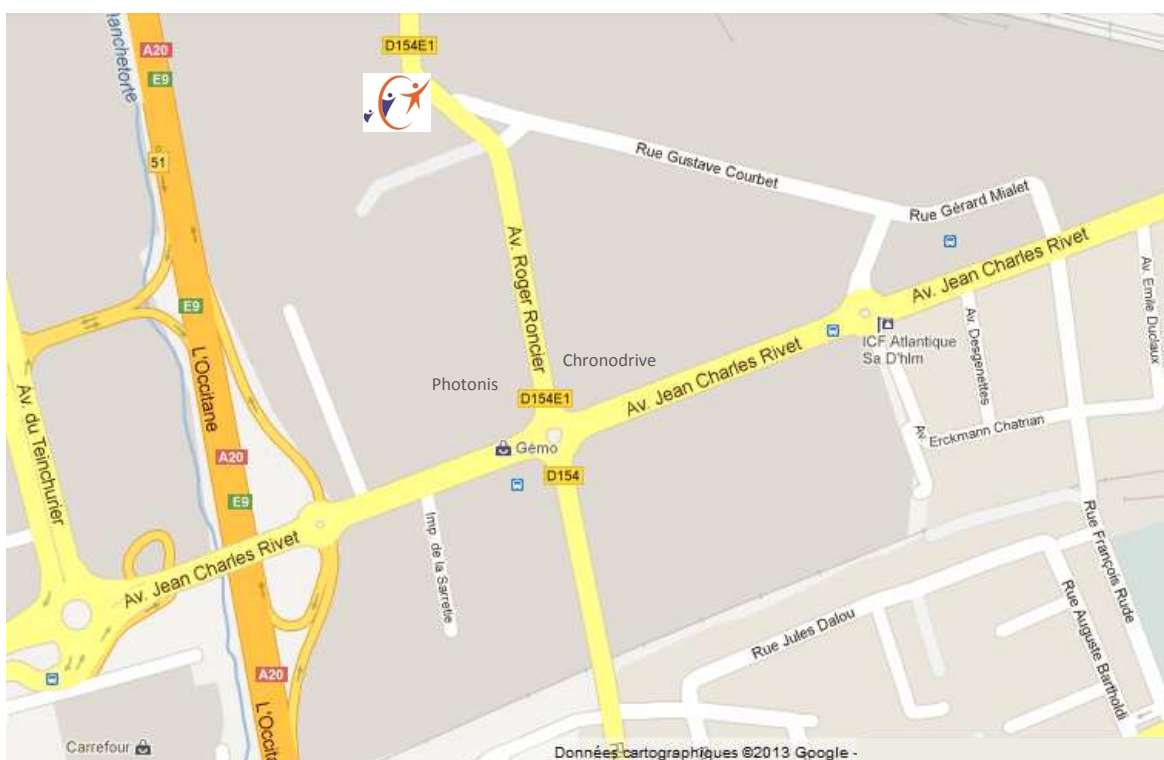 anchetorte
A20
E9
D154E1
51
Rue Gustave Courbet
Rue Gérard Mialet
Av. Roger Roncier
Av. Jean Charles Rivet
Av. Emile Duclaux
E9
L'Occitane
Chronodrive
Photonis
D154E1
Av. Jean Charles Rivet
ICF Atlantique
Sa D'hlm
Av. Desgenettes
Av. du Teinchurier
Gémo
D154
Av.
Erckmann Chatrian
A20
E9
Av. Jean Charles Rivet
Imp. de la Sarretie
Rue François Rude
Rue Jules Dalou
Rue Auguste Bartholdi
A20
L'Occitane
Carrefour
Données cartographiques ©2013 Google -